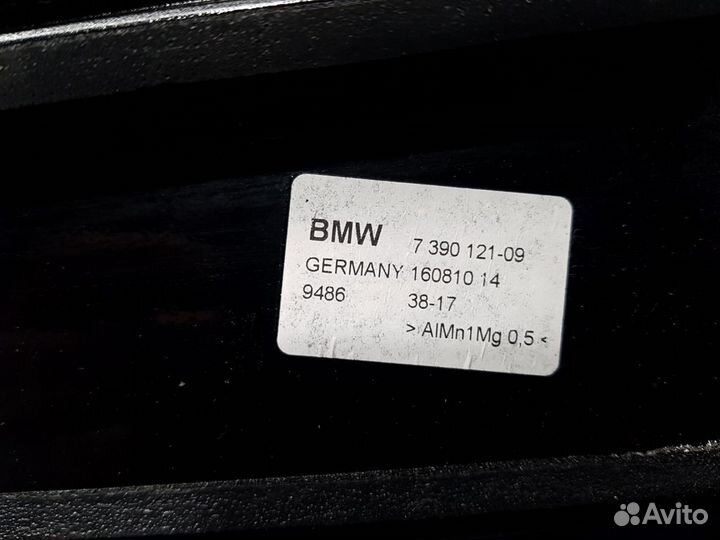 BMW 7 390 121-09
GERMANY 160810 14
9486 38-17
> AlMn1Mg 0,5 <
Avito